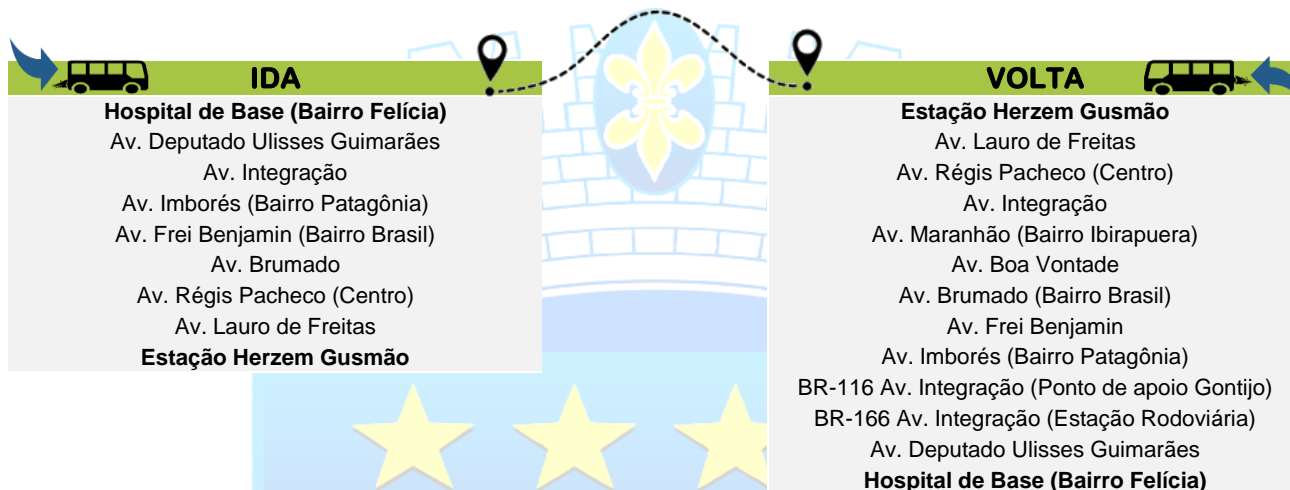 IDA
Hospital de Base (Bairro Felícia)
Av. Deputado Ulisses Guimarães
Av. Integração
Av. Imborés (Bairro Patagônia)
Av. Frei Benjamin (Bairro Brasil)
Av. Brumado
Av. Régis Pacheco (Centro)
Av. Lauro de Freitas
Estação Herzem Gusmão
VOLTA
Estação Herzem Gusmão
Av. Lauro de Freitas
Av. Régis Pacheco (Centro)
Av. Integração
Av. Maranhão (Bairro Ibirapuera)
Av. Boa Vontade
Av. Brumado (Bairro Brasil)
Av. Frei Benjamin
Av. Imborés (Bairro Patagônia)
BR-116 Av. Integração (Ponto de apoio Gontijo)
BR-166 Av. Integração (Estação Rodoviária)
Av. Deputado Ulisses Guimarães
Hospital de Base (Bairro Felícia)